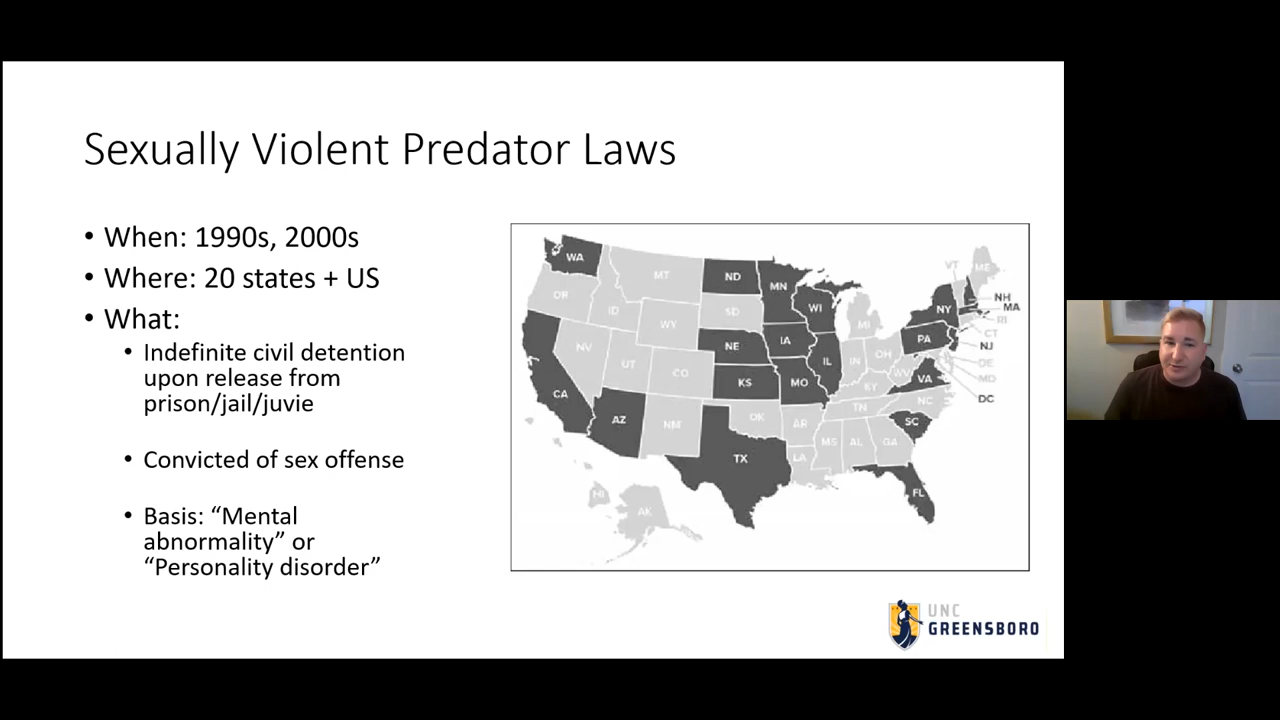 Sexually Violent Predator Laws
• When: 1990s, 2000s
• Where: 20 states + US
• What:
• Indefinite civil detention
upon release from
prison/jail/juvie
• Convicted of sex offense
• Basis: “Mental
abnormality” or
“Personality disorder”
WA
MT
ND
MN
VT
ME
OR
ID
SD
WI
MI
NY
NH
MA
RI
CT
WY
NE
IA
PA
NJ
NV
UT
CO
IL
IN
OH
WV
DE
MD
DC
CA
KS
MO
KY
VA
AZ
NM
OK
AR
TN
NC
SC
TX
LA
MS
AL
GA
FL
HI
AK
UNC
GREENSBORO